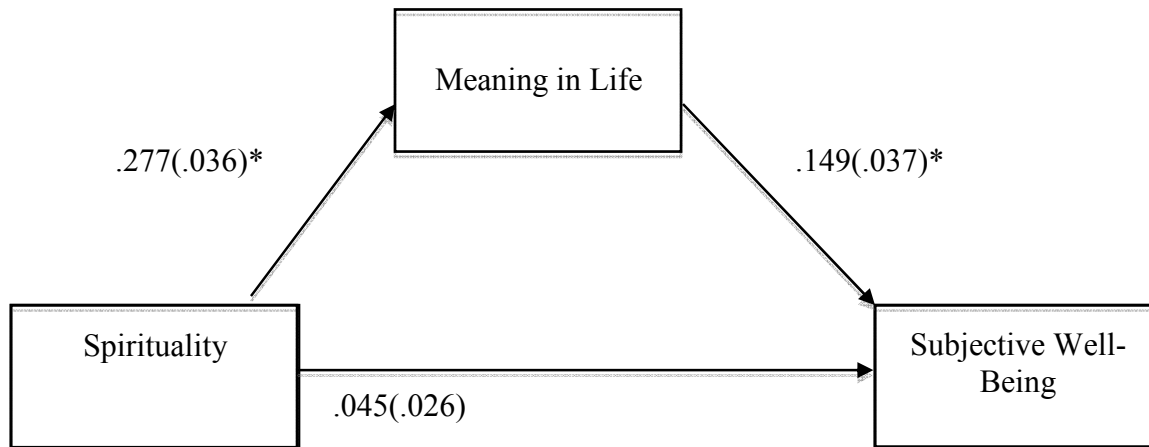 Meaning in Life
.277(.036)*
.149(.037)*
Spirituality
Subjective Well-
Being
.045(.026)